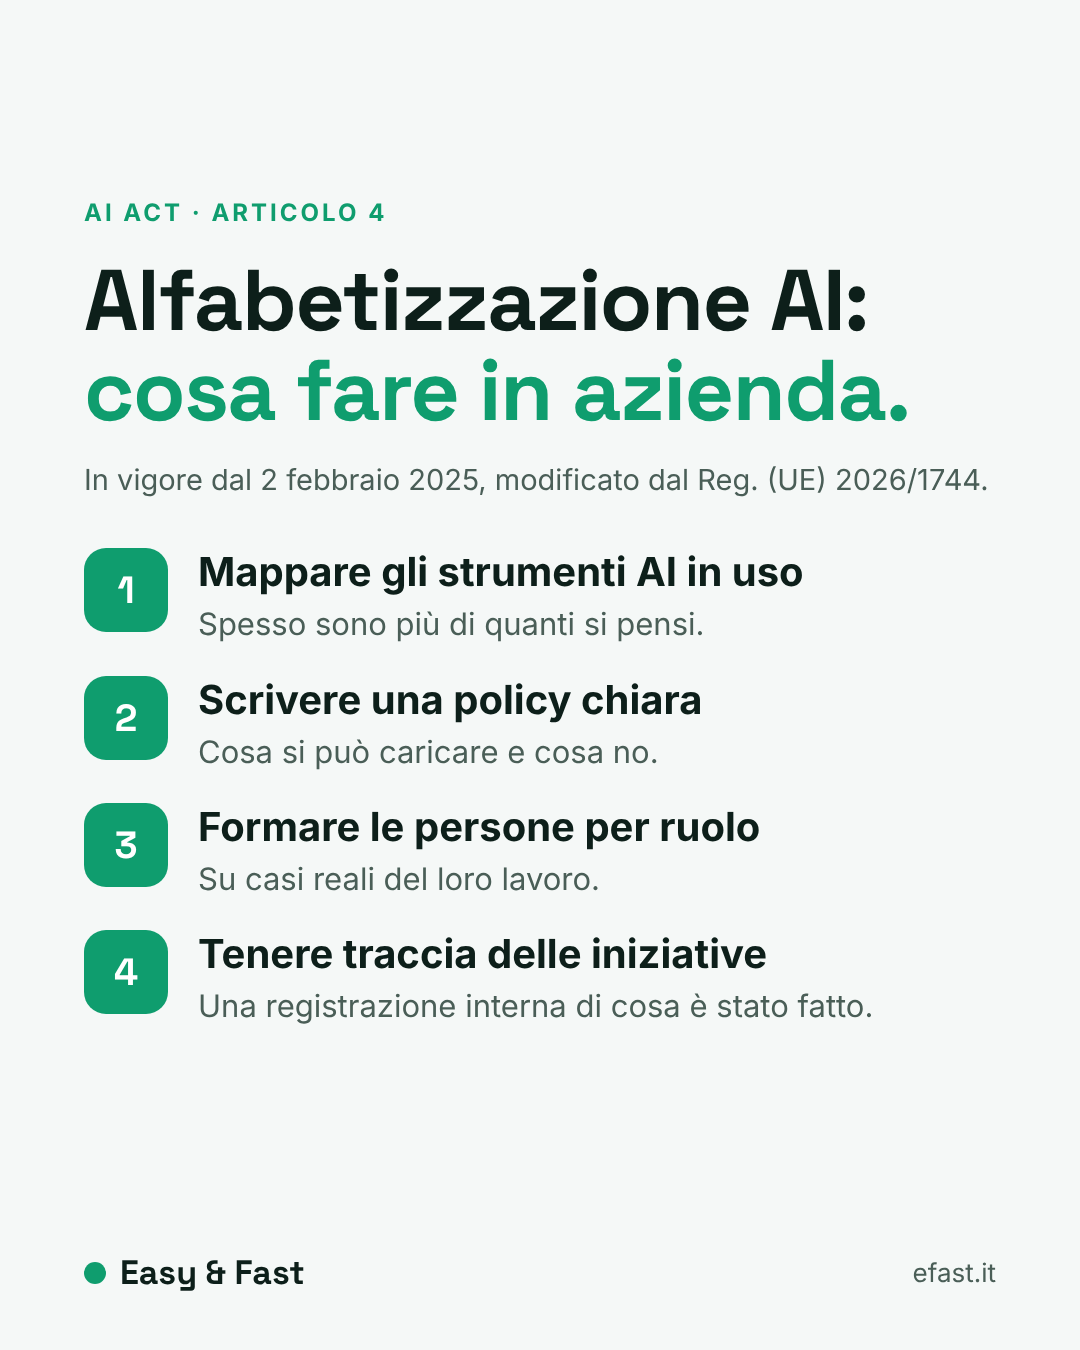 AI ACT · ARTICOLO 4
Alfabetizzazione AI:
cosa fare in azienda.
In vigore dal 2 febbraio 2025, modificato dal Reg. (UE) 2026/1744.
1
Mappare gli strumenti AI in uso
Spesso sono più di quanti si pensi.
2
Scrivere una policy chiara
Cosa si può caricare e cosa no.
3
Formare le persone per ruolo
Su casi reali del loro lavoro.
4
Tenere traccia delle iniziative
Una registrazione interna di cosa è stato fatto.
Easy & Fast
efast.it